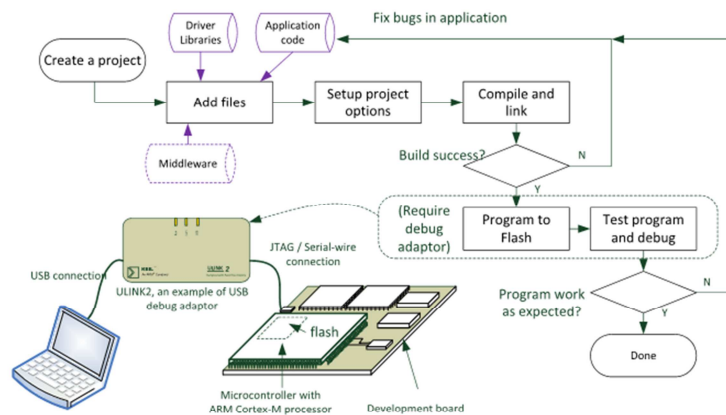 Driver
Libraries
Application
code
Fix bugs in application
Create a project
Add files
Setup project
options
Compile and
link
Middleware
Build success?
N
Y
(Require
debug
adaptor)
Program to
Flash
Test program
and debug
JTAG / Serial-wire
connection
USB connection
ULINK2, an example of USB
debug adaptor
KEIL
ULINK 2
flash
Program work
as expected?
N
Y
Done
Microcontroller with
ARM Cortex-M processor
Development board